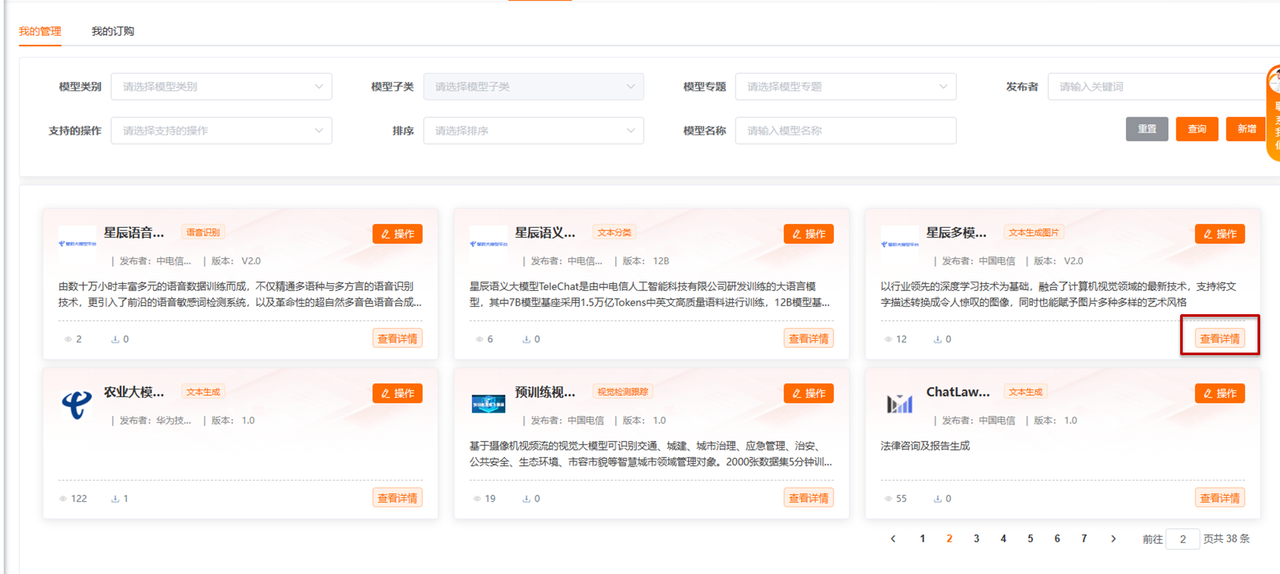 我的管理 我的订购
模型类别 请选择模型类别 模型子类 请选择模型子类 模型专题 请选择模型专题 发布者 请输入关键词
支持的操作 请选择支持的操作 排序 请选择排序 模型名称 请输入模型名称 重置 查询 新增
星辰语音... 语音识别 操作
发布者: 中电信... 版本: V2.0
由数十万小时丰富多元的语音数据训练而成，不仅精通多语种与多方言的语音识别
技术，更引入了前沿的语音敏感词检测系统，以及革命性的超自然多音色语音合成...
2 0 查看详情
星辰语义... 文本分类 操作
发布者: 中电信... 版本: 12B
星辰语义大模型TeleChat是由中电信人工智能科技有限公司研发训练的大语言模
型，其中7B模型基座采用1.5万亿Tokens中英文高质量语料进行训练，12B模型基...
6 0 查看详情
星辰多模... 文本生成图片 操作
发布者: 中国电信 版本: V2.0
以行业领先的深度学习技术为基础，融合了计算机视觉领域的最新技术，支持将文
字描述转换成令人惊叹的图像，同时也能赋予图片多种多样的艺术风格
12 0 查看详情
农业大模... 文本生成 操作
发布者: 华为技... 版本: 1.0
122 1 查看详情
预训练视... 视觉检测跟踪 操作
发布者: 中国电信 版本: 1.0
基于摄像机视频流的视觉大模型可识别交通、城建、城市治理、应急管理、治安、
公共安全、生态环境、市容市貌等智慧城市领域管理对象。2000张数据集5分钟训...
19 0 查看详情
ChatLaw... 文本生成 操作
发布者: 中国电信 版本: 1.0
法律咨询及报告生成
55 0 查看详情
1 2 3 4 5 6 7 前往 2 页共 38 条